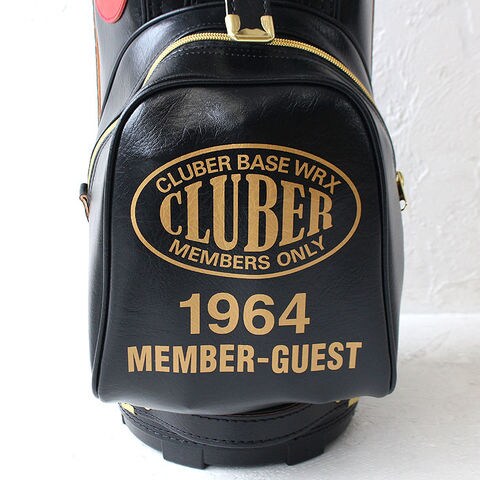 CLUBER BASE WRX
CLUBER
MEMBERS ONLY
1964
MEMBER-GUEST